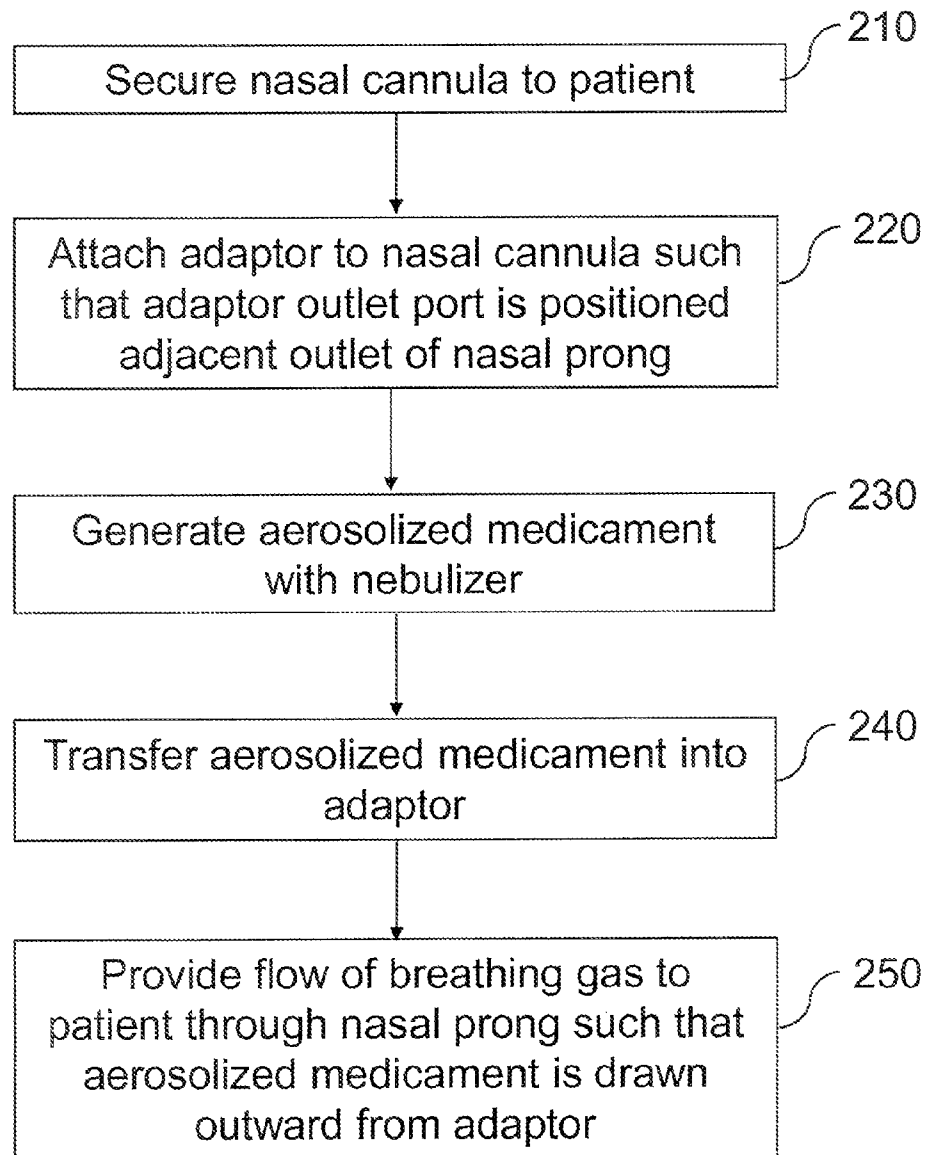 210
Secure nasal cannula to patient
220
Attach adaptor to nasal cannula such
that adaptor outlet port is positioned
adjacent outlet of nasal prong
230
Generate aerosolized medicament
with nebulizer
240
Transfer aerosolized medicament into
adaptor
250
Provide flow of breathing gas to
patient through nasal prong such that
aerosolized medicament is drawn
outward from adaptor